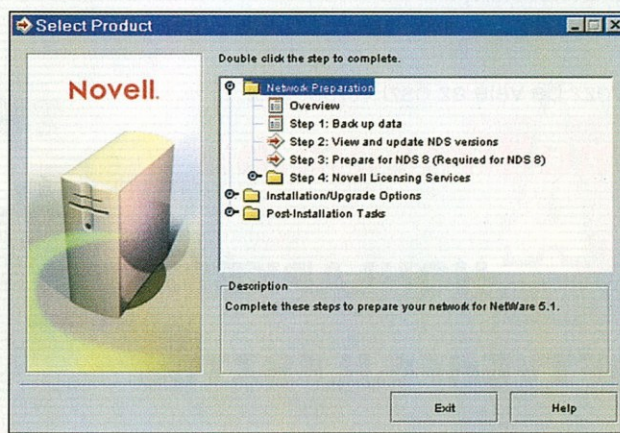 Select Product
Novell.
Double click the step to complete.
Network Preparation
Overview
Step 1: Back up data
Step 2: View and update NDS versions
Step 3: Prepare for NDS 8 (Required for NDS 8)
Step 4: Novell Licensing Services
Installation/Upgrade Options
Post-Installation Tasks
Description
Complete these steps to prepare your network for NetWare 5.1.
Exit
Help